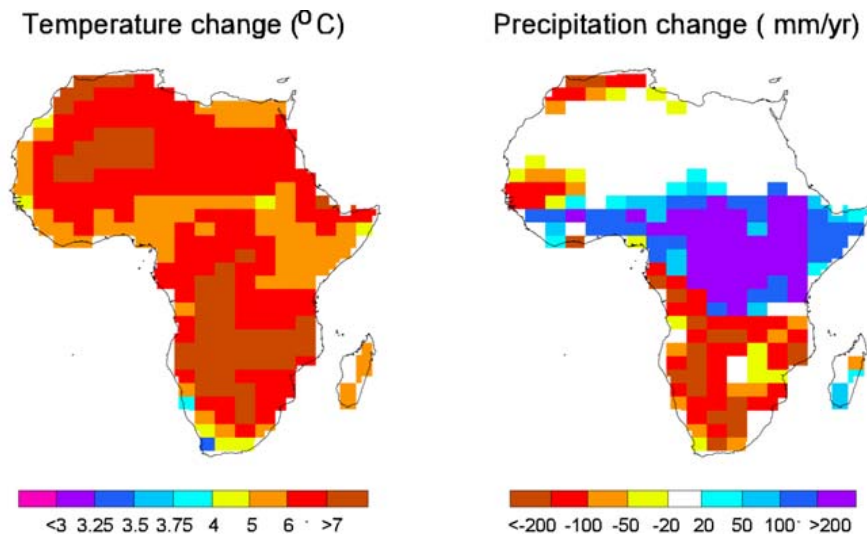 Temperature change (°C)
Precipitation change ( mm/yr)
<3 3.25 3.5 3.75 4 5 6 >7
<-200 -100 -50 -20 20 50 100 >200